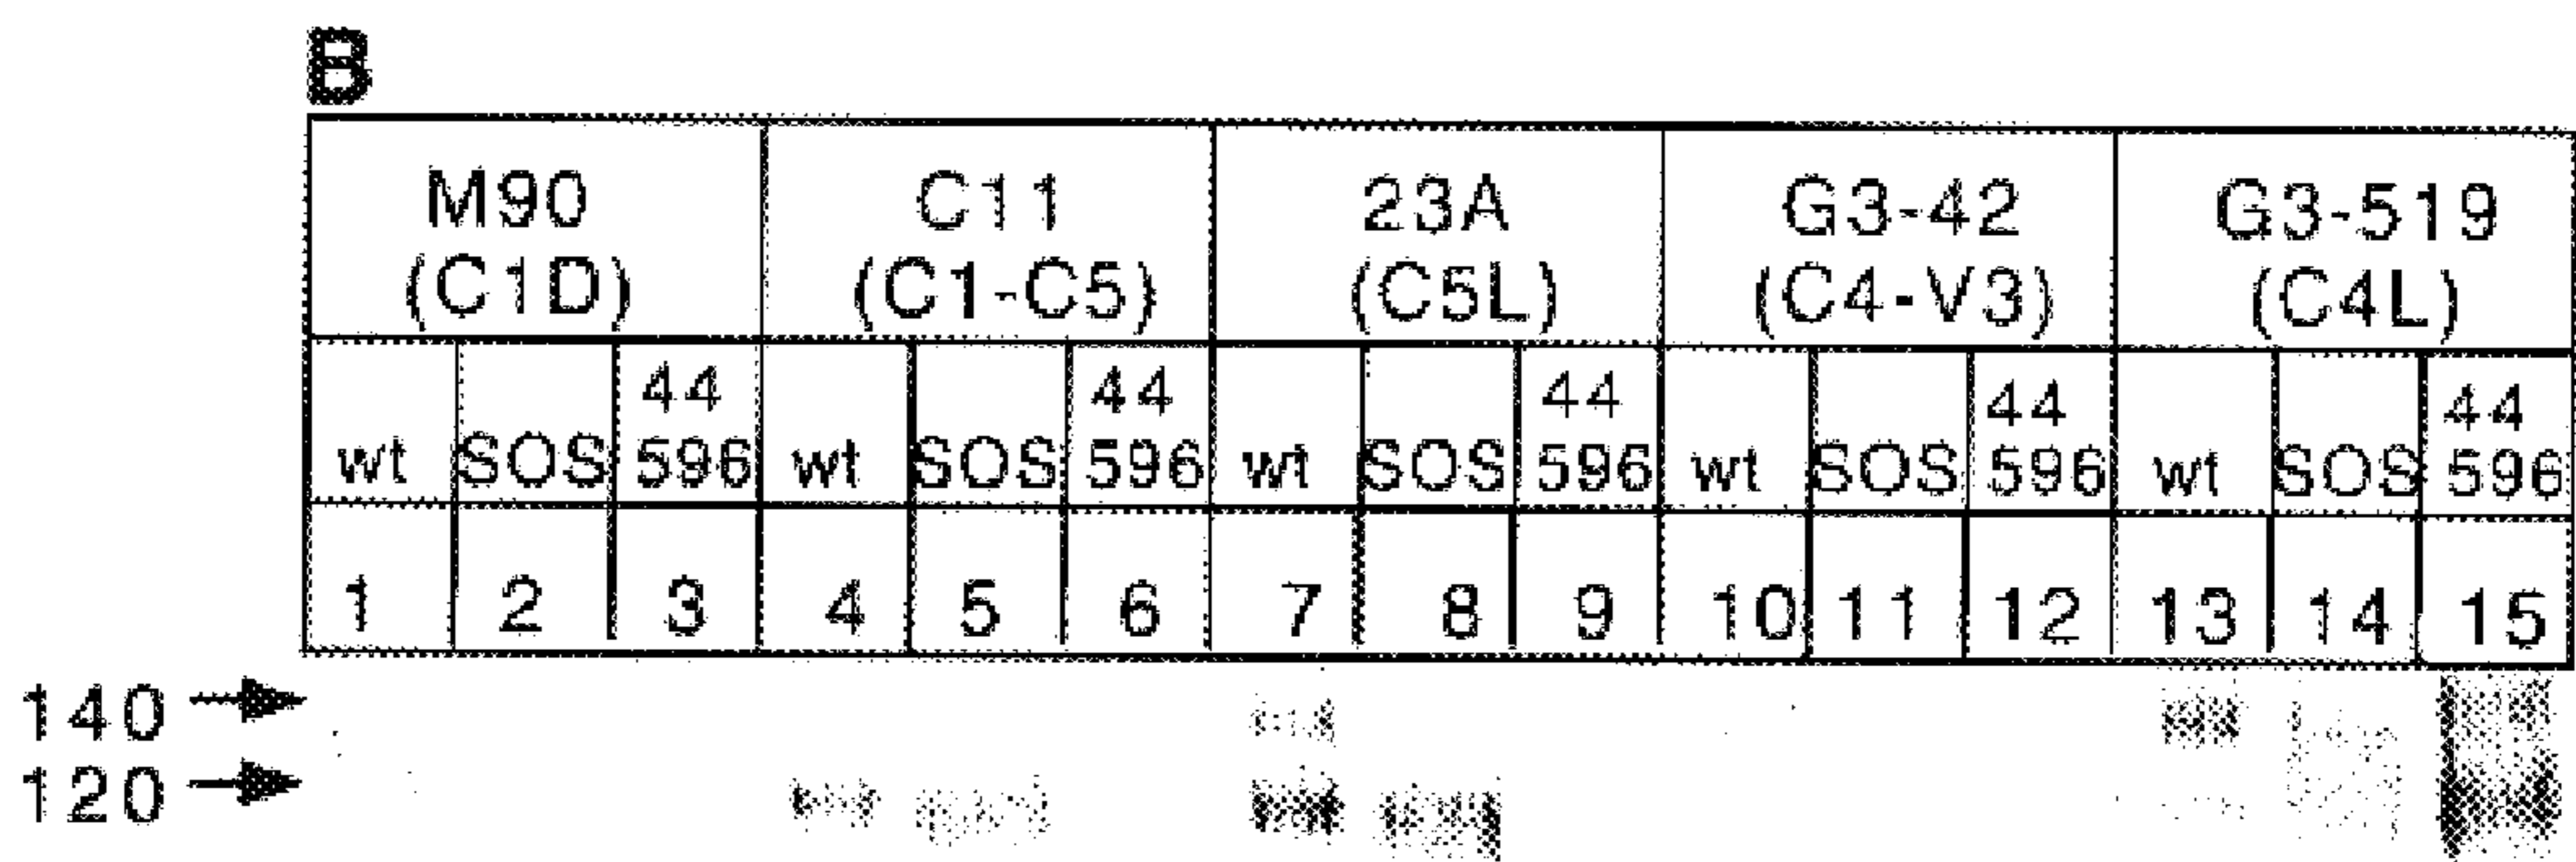 B
M90 C11 23A G3-42 G3-519
(C1D) (C1-C5) (C5L) (C4-V3) (C4L)
44 44 44 44 44
wt SOS 596 wt SOS 596 wt SOS 596 wt SOS 596 wt SOS 596
1 2 3 4 5 6 7 8 9 10 11 12 13 14 15
140
120